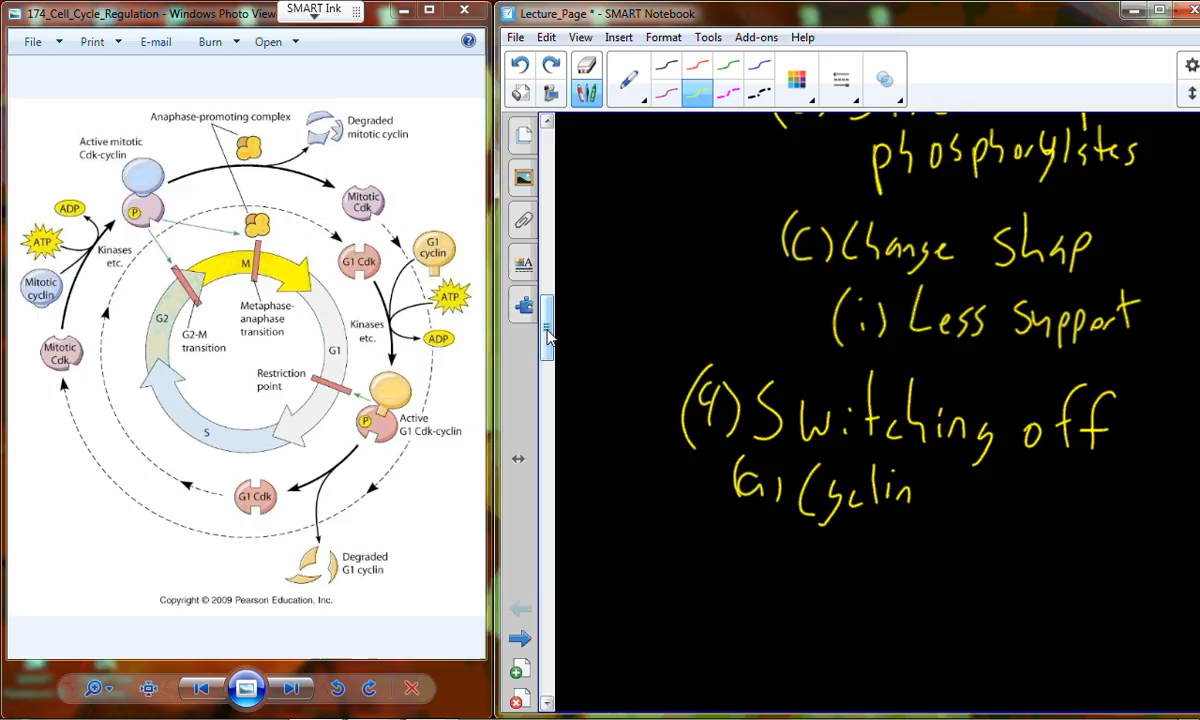 174_Cell_Cycle_Regulation - Windows Photo View
SMART Ink
File Print E-mail Burn Open
Anaphase-promoting complex
Degraded
mitotic cyclin
Active mitotic
Cdk-cyclin
P
ADP
ATP
Kinases
etc.
Mitotic
cyclin
Mitotic
Cdk
Mitotic
Cdk
G1 Cdk
G1
cyclin
ATP
Kinases
etc.
ADP
M
G2
G1
S
Metaphase-
anaphase
transition
G2-M
transition
Restriction
point
P
Active
G1 Cdk-cyclin
G1 Cdk
Degraded
G1 cyclin
Copyright © 2009 Pearson Education, Inc.
Lecture_Page * - SMART Notebook
File Edit View Insert Format Tools Add-ons Help
phosphorylates
(c) Change Shap
(i) Less Support
(4) Switching off
(a) Cyclin